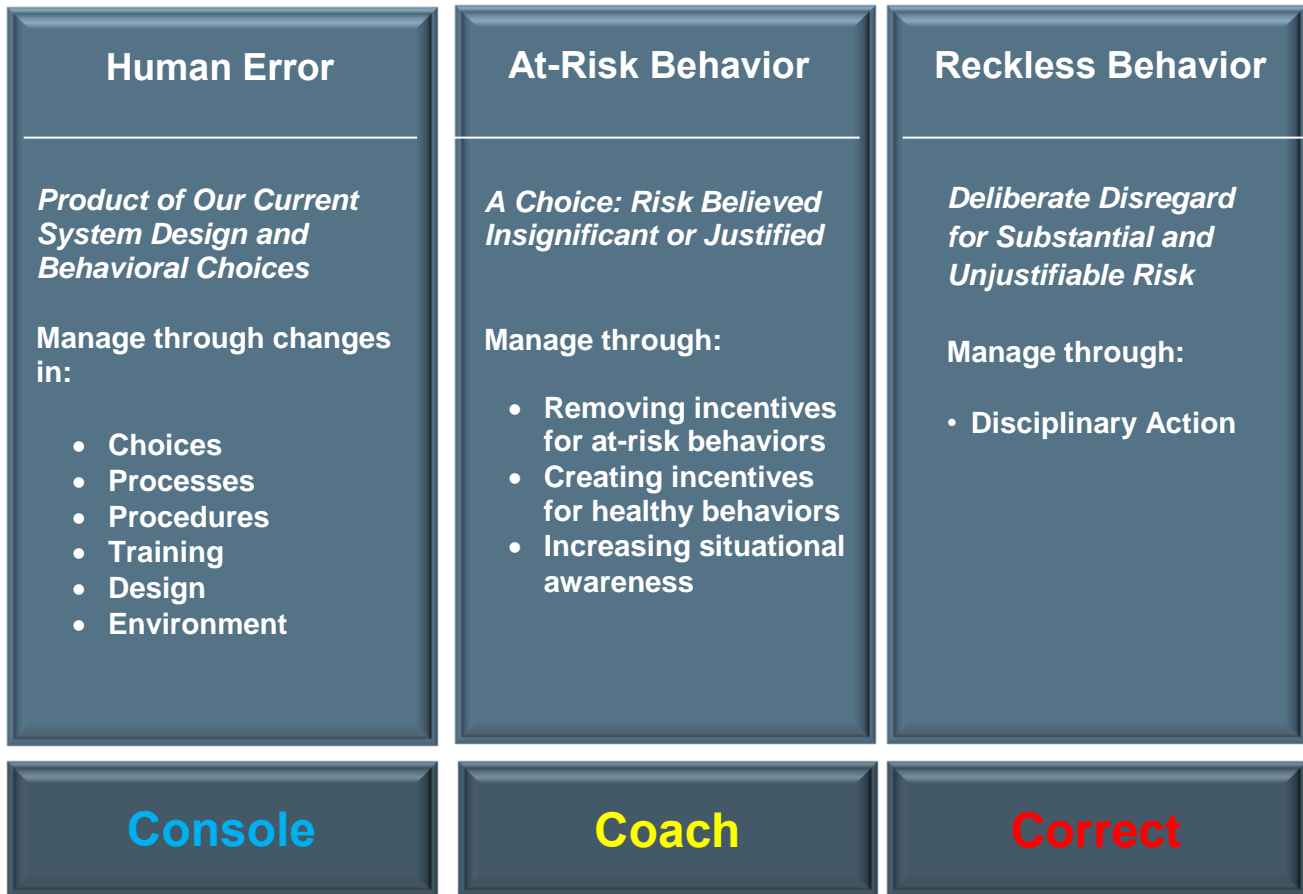 Human Error
Product of Our Current
System Design and
Behavioral Choices
Manage through changes
in:
• Choices
• Processes
• Procedures
• Training
• Design
• Environment
Console
At-Risk Behavior
A Choice: Risk Believed
Insignificant or Justified
Manage through:
• Removing incentives
for at-risk behaviors
• Creating incentives
for healthy behaviors
• Increasing situational
awareness
Coach
Reckless Behavior
Deliberate Disregard
for Substantial and
Unjustifiable Risk
Manage through:
• Disciplinary Action
Correct